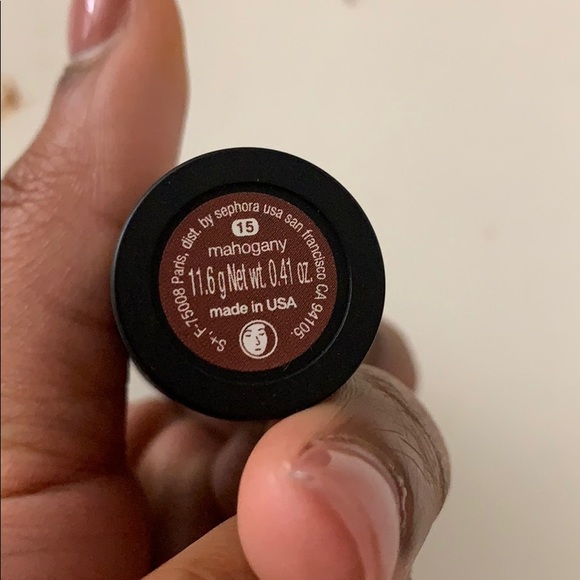 S+, F-75008 Paris, dist. by sephora usa san francisco CA 94105.
15
mahogany
11.6 g Net wt. 0.41 oz.
made in USA